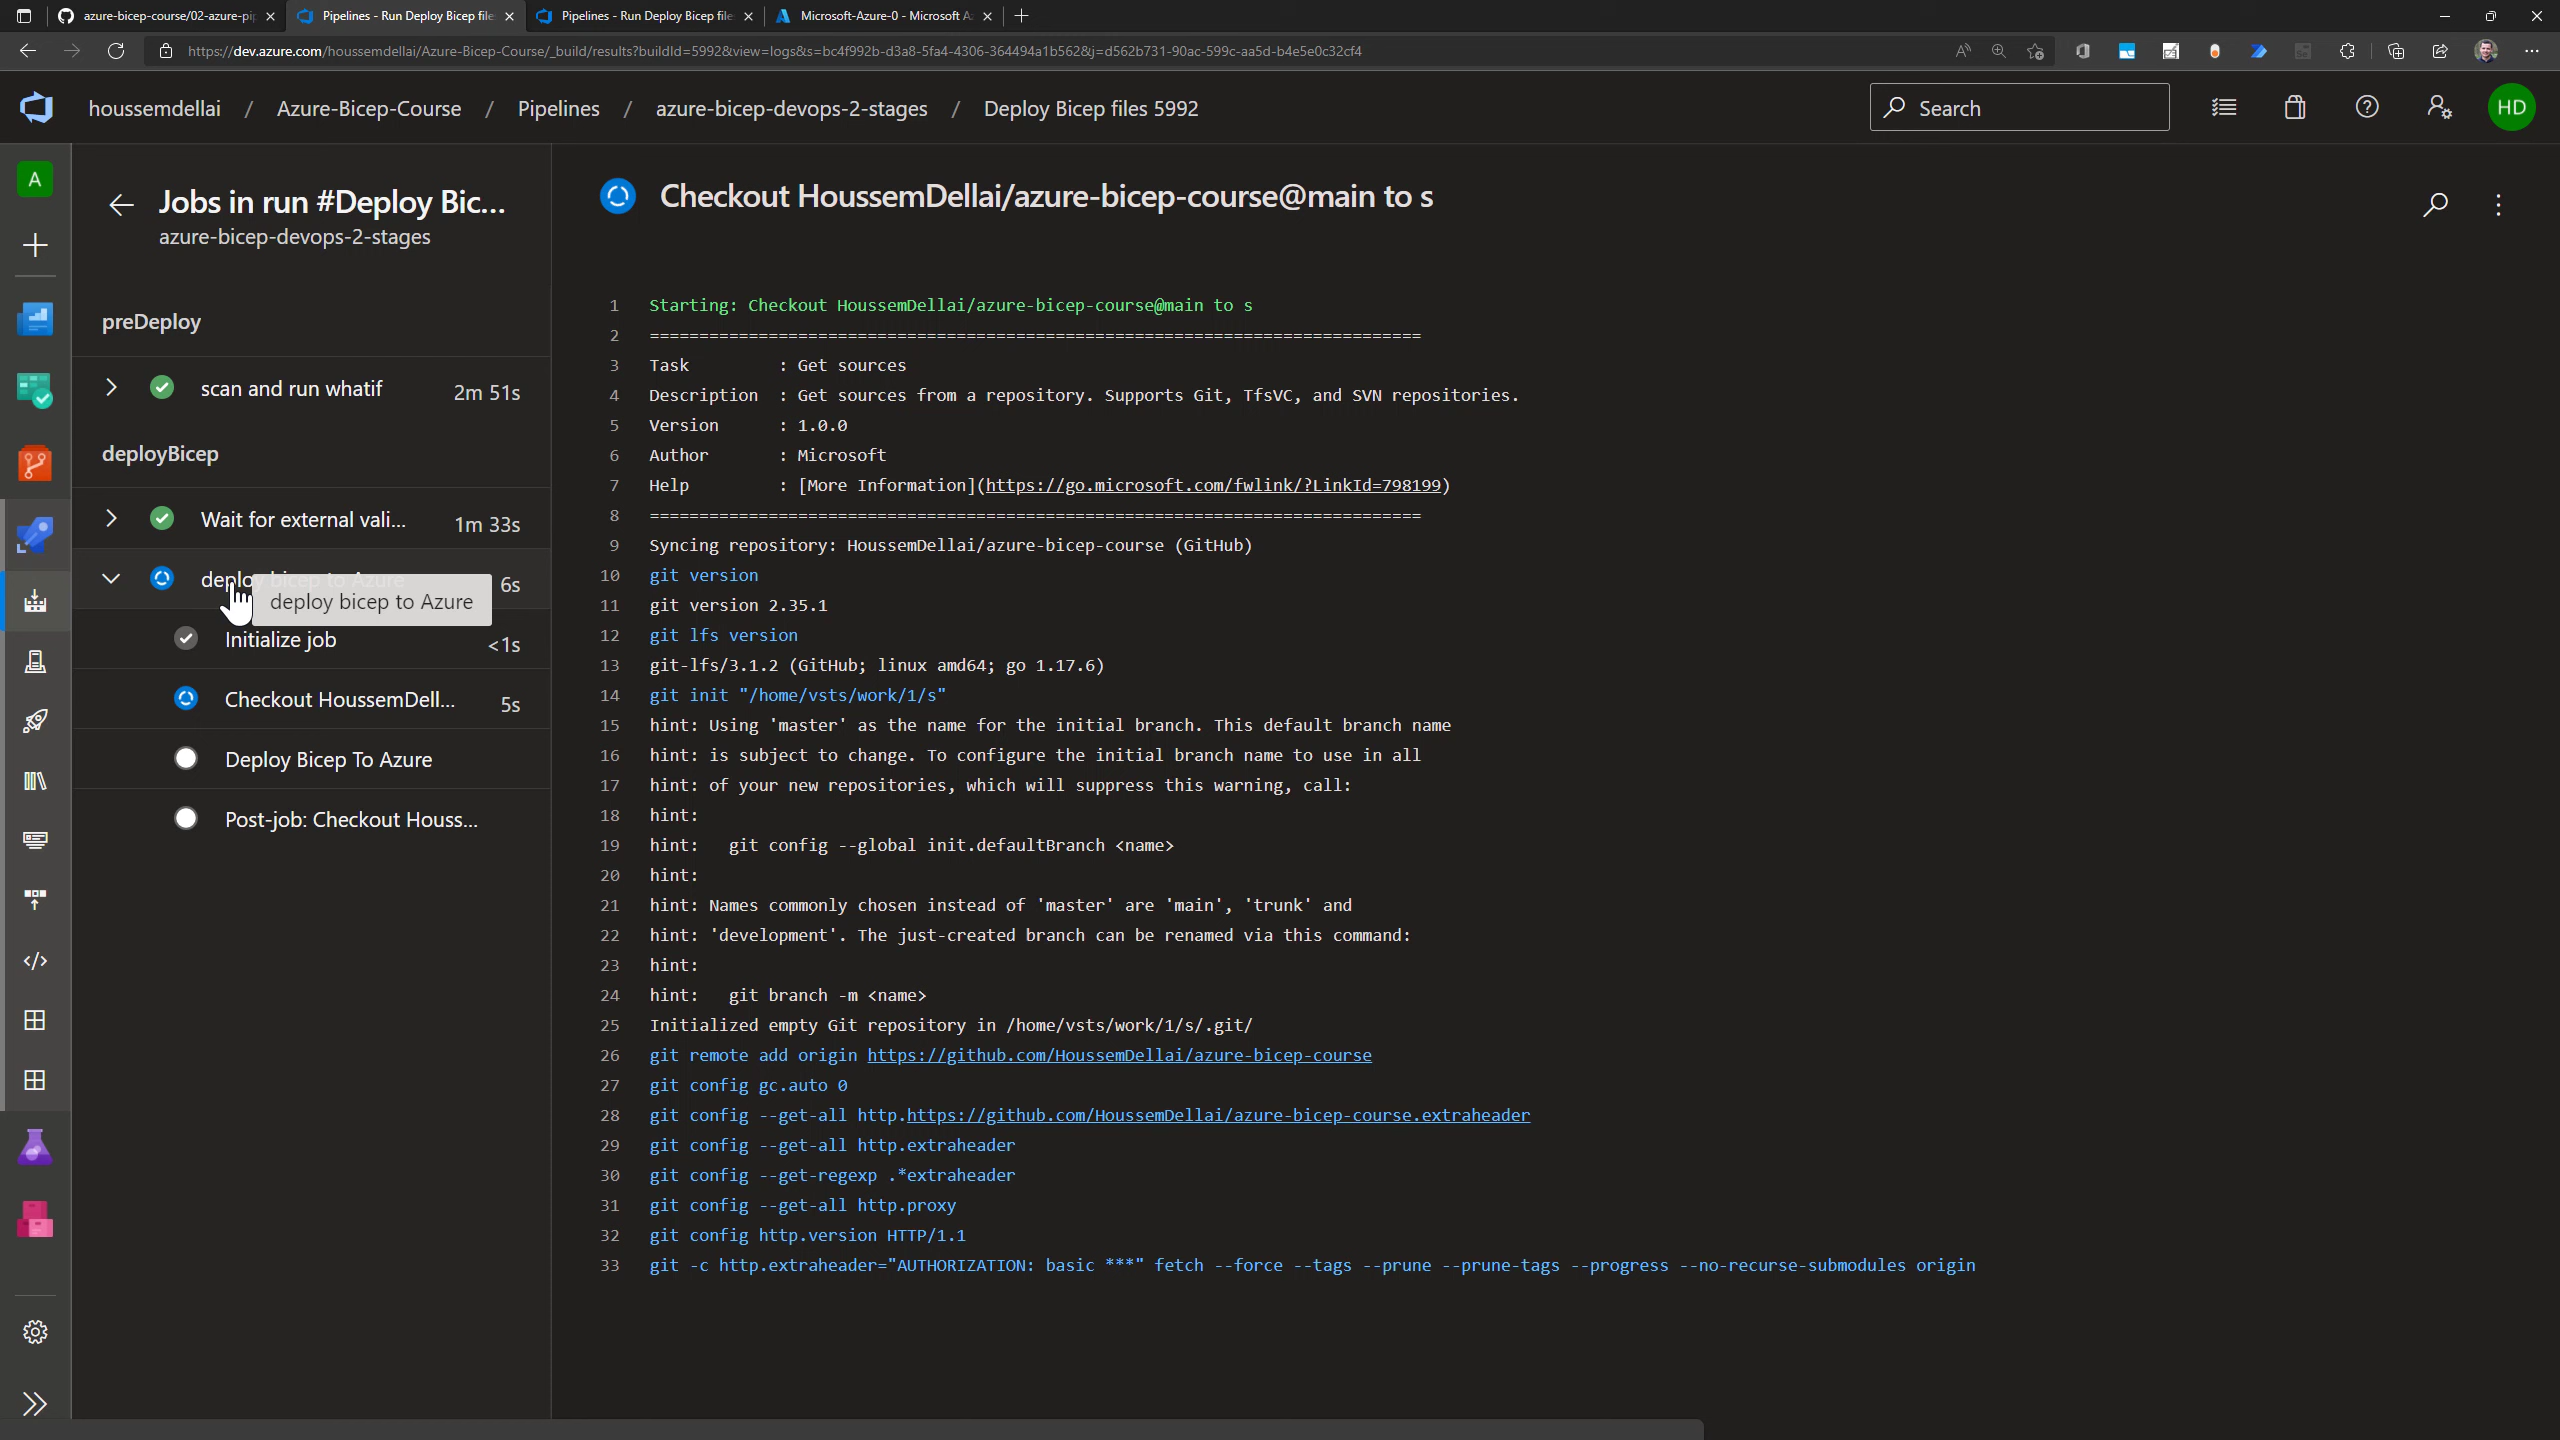 azure-bicep-course/02-azure-pip
Pipelines - Run Deploy Bicep file
Pipelines - Run Deploy Bicep file
Microsoft-Azure-0 - Microsoft A
https://dev.azure.com/houssemdellai/Azure-Bicep-Course/_build/results?buildId=5992&view=logs&s=bc4f992b-d3a8-5fa4-4306-364494a1b562&j=d562b731-90ac-599c-aa5d-b4e5e0c32cf4
houssemdellai / Azure-Bicep-Course / Pipelines / azure-bicep-devops-2-stages / Deploy Bicep files 5992
Search
HD
A
Jobs in run #Deploy Bic...
azure-bicep-devops-2-stages
preDeploy
scan and run whatif 2m 51s
deployBicep
Wait for external vali... 1m 33s
deploy bicep to Azure 6s
deploy bicep to Azure
Initialize job <1s
Checkout HoussemDell... 5s
Deploy Bicep To Azure
Post-job: Checkout Houss...
Checkout HoussemDellai/azure-bicep-course@main to s
1 Starting: Checkout HoussemDellai/azure-bicep-course@main to s
2 ==============================================================================
3 Task         : Get sources
4 Description  : Get sources from a repository. Supports Git, TfsVC, and SVN repositories.
5 Version      : 1.0.0
6 Author       : Microsoft
7 Help         : [More Information](https://go.microsoft.com/fwlink/?LinkId=798199)
8 ==============================================================================
9 Syncing repository: HoussemDellai/azure-bicep-course (GitHub)
10 git version
11 git version 2.35.1
12 git lfs version
13 git-lfs/3.1.2 (GitHub; linux amd64; go 1.17.6)
14 git init "/home/vsts/work/1/s"
15 hint: Using 'master' as the name for the initial branch. This default branch name
16 hint: is subject to change. To configure the initial branch name to use in all
17 hint: of your new repositories, which will suppress this warning, call:
18 hint:
19 hint:   git config --global init.defaultBranch <name>
20 hint:
21 hint: Names commonly chosen instead of 'master' are 'main', 'trunk' and
22 hint: 'development'. The just-created branch can be renamed via this command:
23 hint:
24 hint:   git branch -m <name>
25 Initialized empty Git repository in /home/vsts/work/1/s/.git/
26 git remote add origin https://github.com/HoussemDellai/azure-bicep-course
27 git config gc.auto 0
28 git config --get-all http.https://github.com/HoussemDellai/azure-bicep-course.extraheader
29 git config --get-all http.extraheader
30 git config --get-regexp .*extraheader
31 git config --get-all http.proxy
32 git config http.version HTTP/1.1
33 git -c http.extraheader="AUTHORIZATION: basic ***" fetch --force --tags --prune --prune-tags --progress --no-recurse-submodules origin